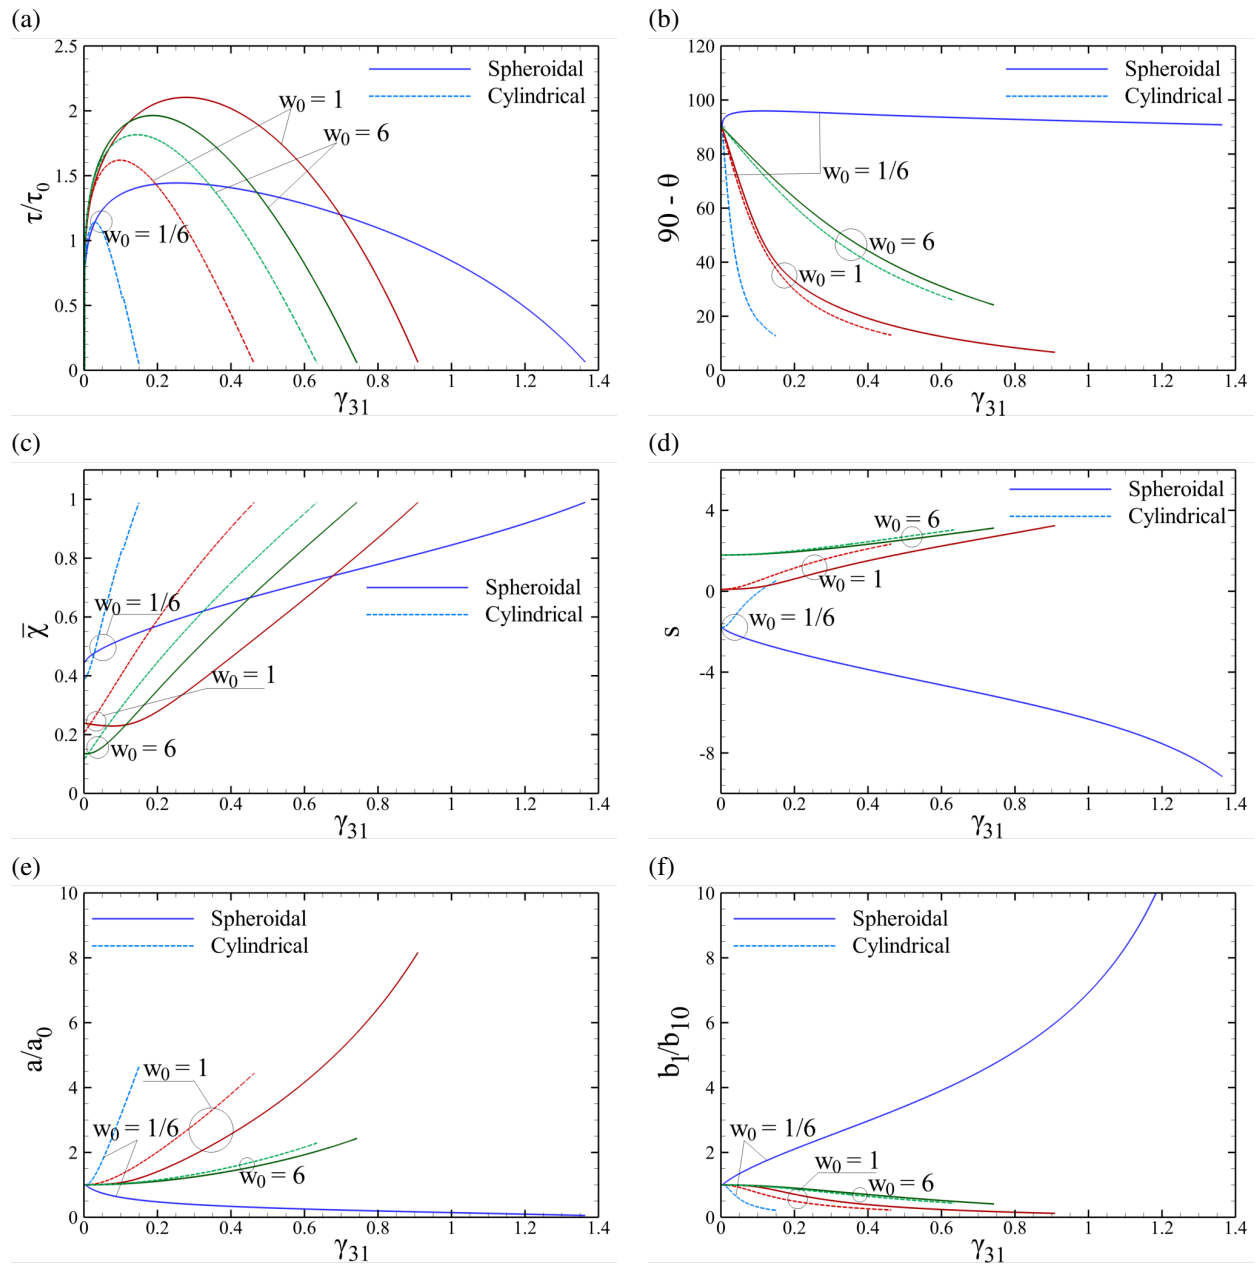 (a)
2.5
2
1.5
1
0.5
0
τ/τ0
Spheroidal
Cylindrical
w0 = 1
w0 = 6
w0 = 1/6
0 0.2 0.4 0.6 0.8 1 1.2 1.4
γ31
(b)
120
100
80
60
40
20
0
90 - θ
Spheroidal
Cylindrical
w0 = 1/6
w0 = 6
w0 = 1
0.2 0.4 0.6 0.8 1 1.2 1.4
γ31
(c)
1
0.8
0.6
0.4
0.2
0
χ̅
w0 = 1/6
Spheroidal
Cylindrical
w0 = 1
w0 = 6
0 0.2 0.4 0.6 0.8 1 1.2 1.4
γ31
(d)
4
0
-4
-8
s
Spheroidal
Cylindrical
w0 = 6
w0 = 1
w0 = 1/6
0.2 0.4 0.6 0.8 1 1.2 1.4
γ31
(e)
10
8
6
4
2
0
a/a0
Spheroidal
Cylindrical
w0 = 1
w0 = 1/6
w0 = 6
0 0.2 0.4 0.6 0.8 1 1.2 1.4
γ31
(f)
10
8
6
4
2
0
b1/b10
Spheroidal
Cylindrical
w0 = 1/6
w0 = 1
w0 = 6
0.2 0.4 0.6 0.8 1 1.2 1.4
γ31